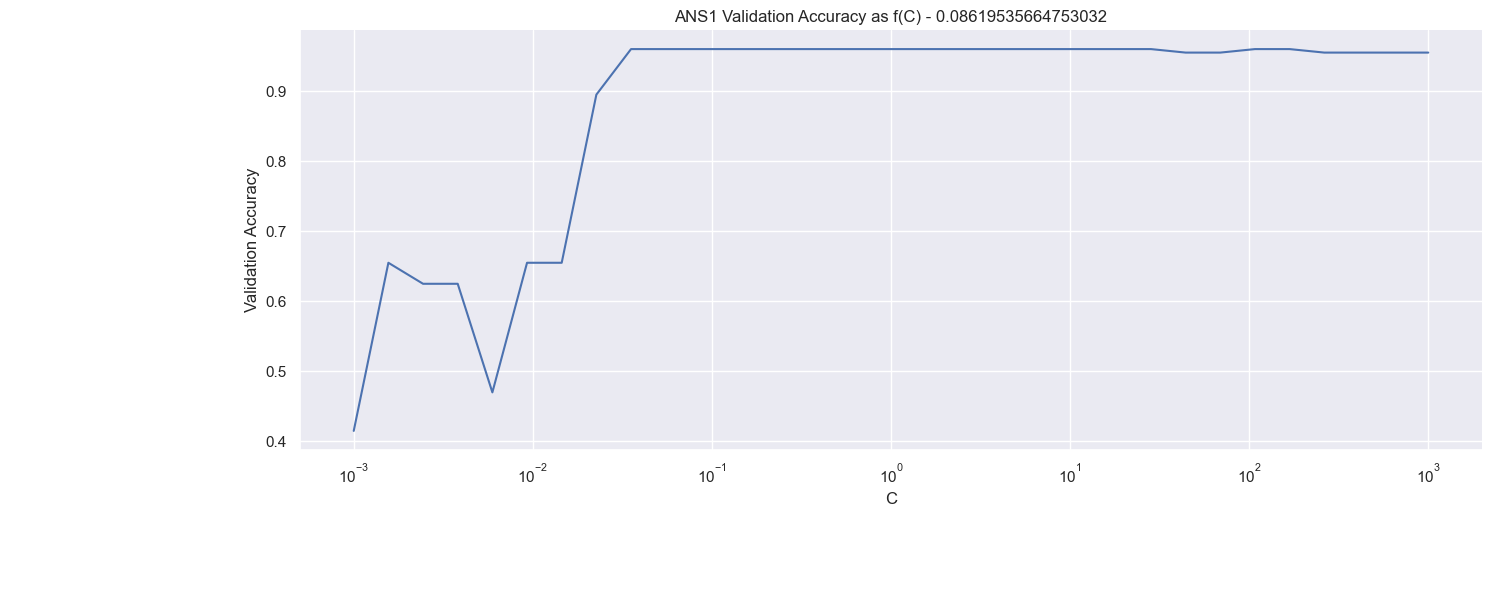 ANS1 Validation Accuracy as f(C) - 0.08619535664753032
Validation Accuracy
0.9
0.8
0.7
0.6
0.5
0.4
10⁻³ 10⁻² 10⁻¹ 10⁰ 10¹ 10² 10³
C